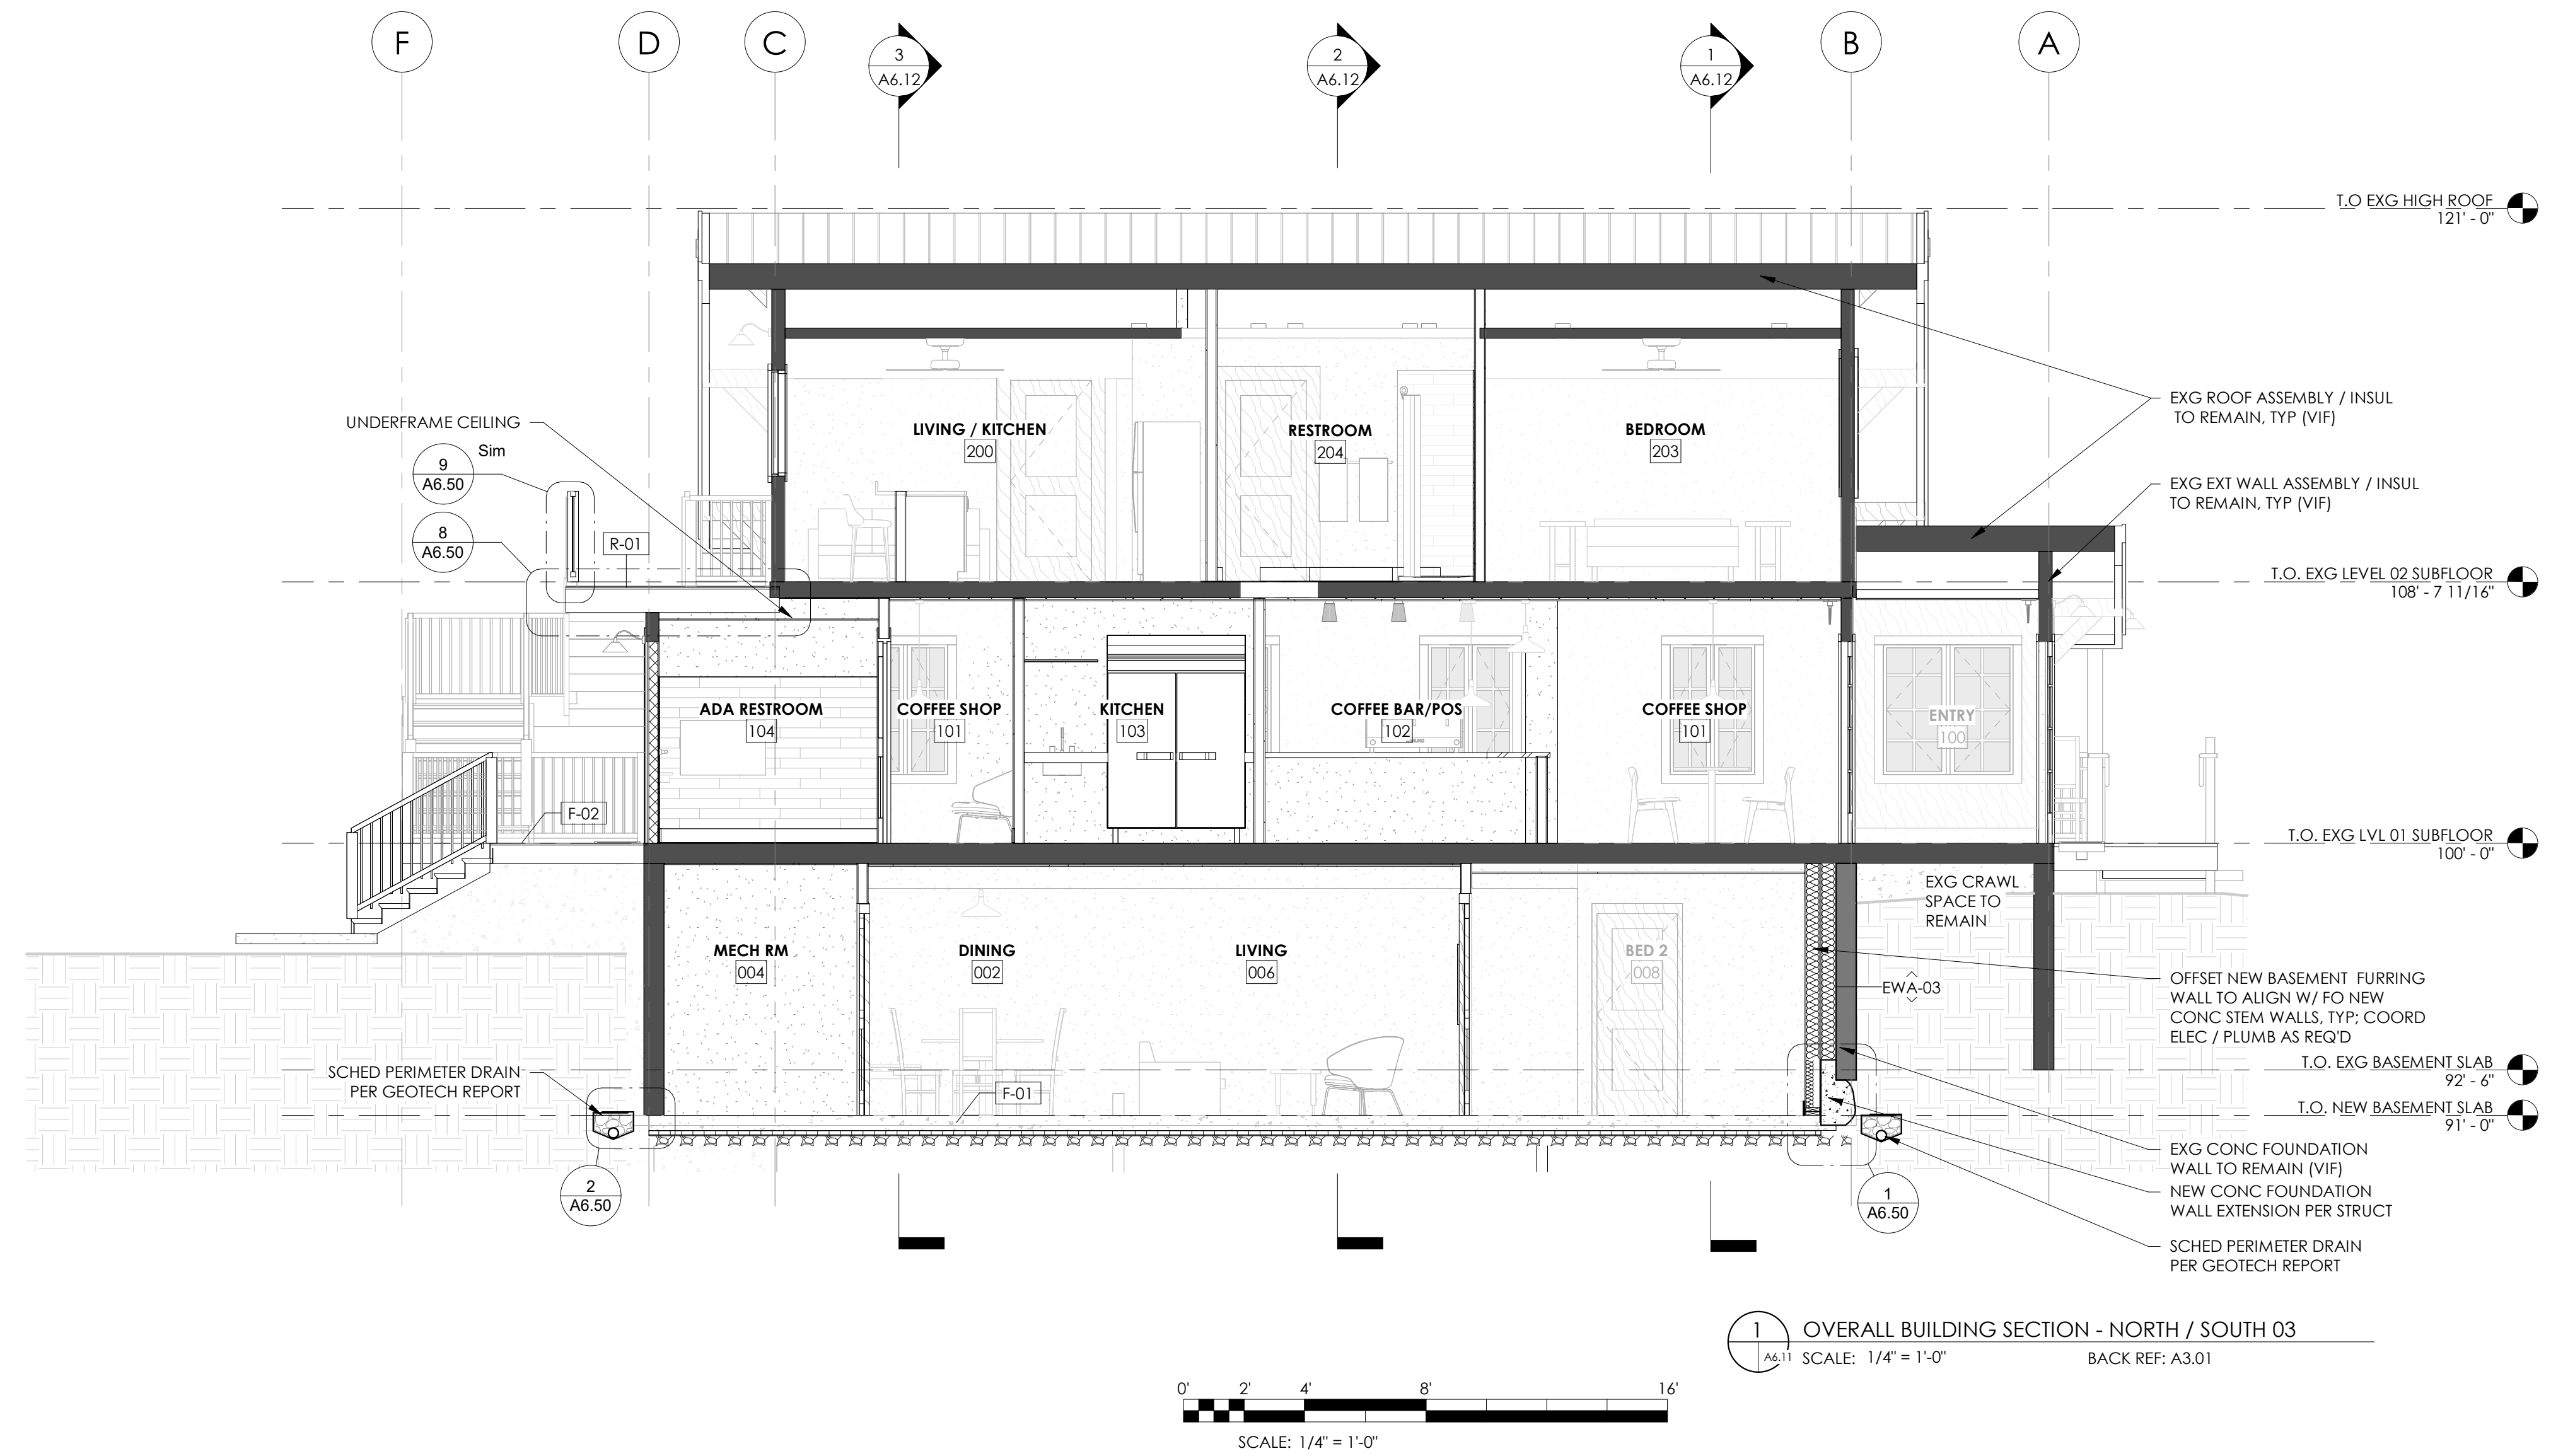 F
D
C
3
A6.12
2
A6.12
1
A6.12
B
A
T.O EXG HIGH ROOF
121' - 0"
EXG ROOF ASSEMBLY / INSUL
TO REMAIN, TYP (VIF)
UNDERFRAME CEILING
LIVING / KITCHEN
200
RESTROOM
204
BEDROOM
203
9
A6.50
Sim
EXG EXT WALL ASSEMBLY / INSUL
TO REMAIN, TYP (VIF)
8
A6.50
R-01
T.O. EXG LEVEL 02 SUBFLOOR
108' - 7 11/16"
ADA RESTROOM
104
COFFEE SHOP
101
KITCHEN
103
COFFEE BAR/POS
102
COFFEE SHOP
101
ENTRY
100
F-02
T.O. EXG LVL 01 SUBFLOOR
100' - 0"
EXG CRAWL
SPACE TO
REMAIN
MECH RM
004
DINING
002
LIVING
006
BED 2
008
EWA-03
OFFSET NEW BASEMENT FURRING
WALL TO ALIGN W/ FO NEW
CONC STEM WALLS, TYP; COORD
ELEC / PLUMB AS REQ'D
SCHED PERIMETER DRAIN
PER GEOTECH REPORT
F-01
T.O. EXG BASEMENT SLAB
92' - 6"
T.O. NEW BASEMENT SLAB
91' - 0"
EXG CONC FOUNDATION
WALL TO REMAIN (VIF)
NEW CONC FOUNDATION
WALL EXTENSION PER STRUCT
SCHED PERIMETER DRAIN
PER GEOTECH REPORT
2
A6.50
1
A6.50
1
A6.11
OVERALL BUILDING SECTION - NORTH / SOUTH 03
SCALE: 1/4" = 1'-0"
BACK REF: A3.01
0' 2' 4' 8' 16'
SCALE: 1/4" = 1'-0"